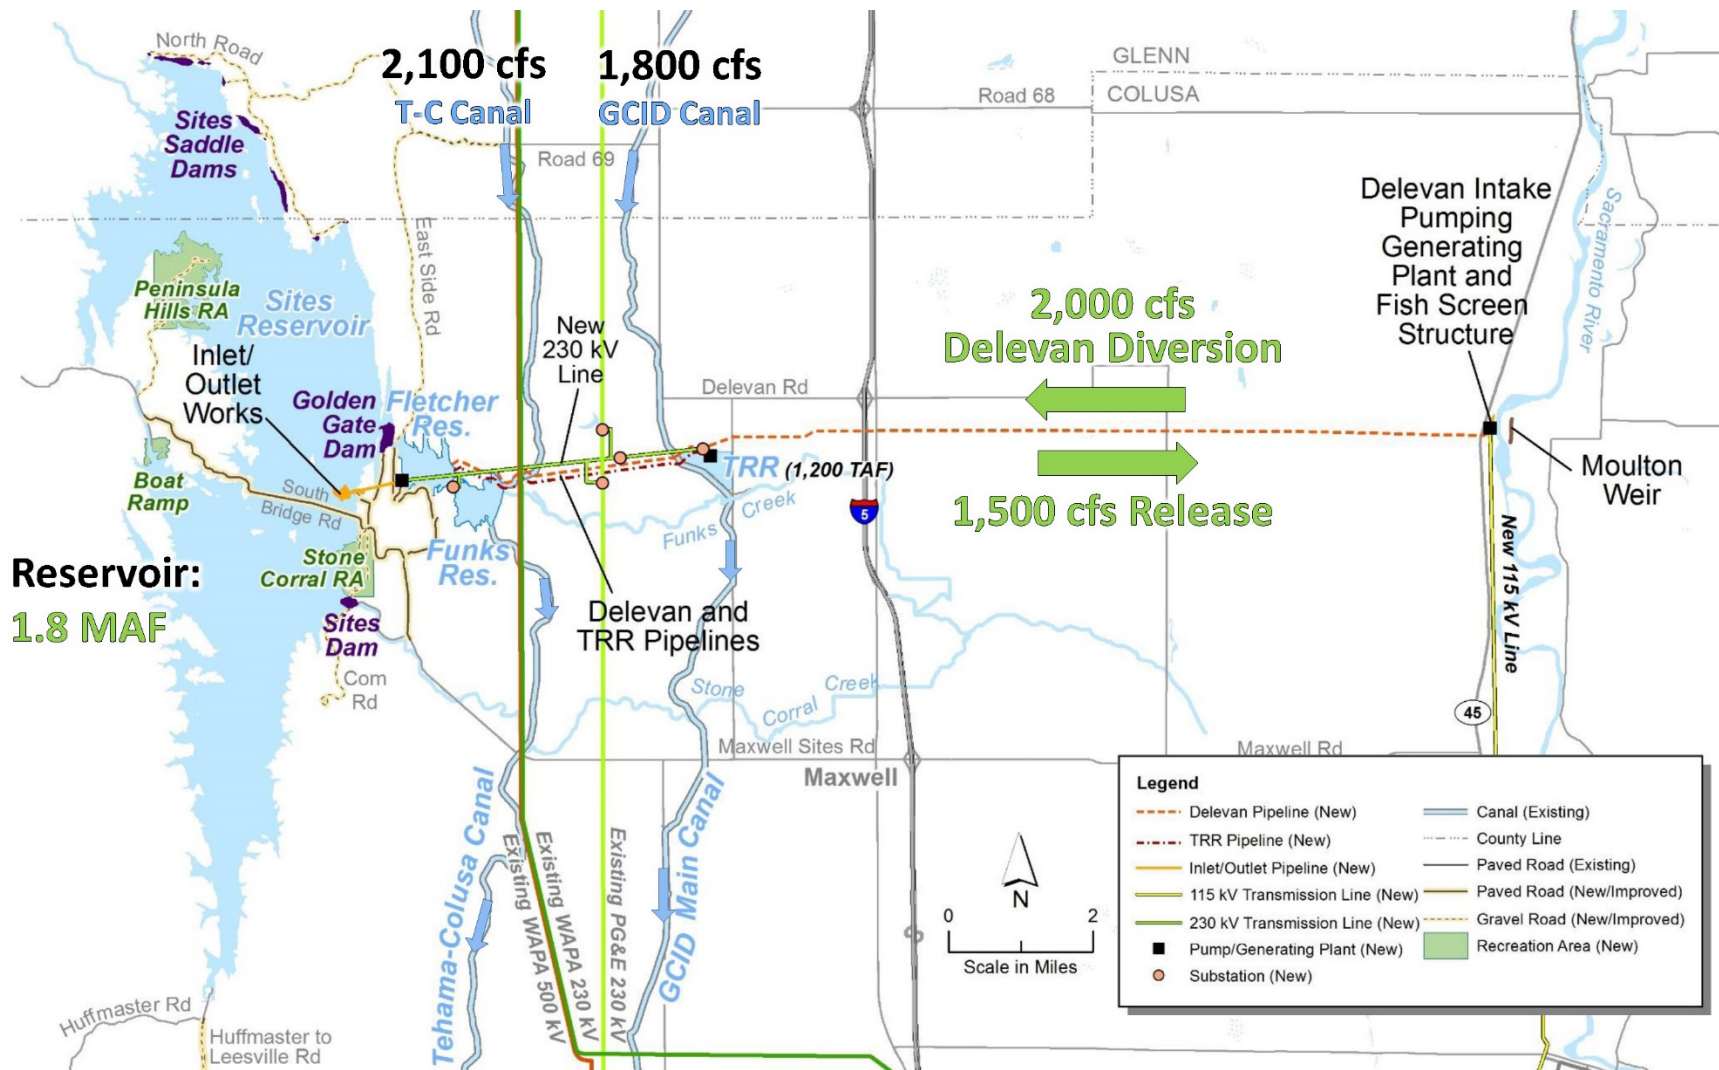 North Road
2,100 cfs
T-C Canal
1,800 cfs
GCID Canal
GLENN
COLUSA
Road 68
Road 69
Sites
Saddle
Dams
East Side Rd
Delevan Intake
Pumping
Generating
Plant and
Fish Screen
Structure
Sacramento River
Peninsula
Hills RA
Sites
Reservoir
Inlet/
Outlet
Works
New
230 kV
Line
2,000 cfs
Delevan Diversion
Delevan Rd
Golden
Gate
Dam
Fletcher
Res.
TRR (1,200 TAF)
1,500 cfs Release
Moulton
Weir
Boat
Ramp
South
Bridge Rd
Funks
Creek
5
Stone
Corral RA
Funks
Res.
Reservoir:
1.8 MAF
Delevan and
TRR Pipelines
New 115 kV Line
Sites
Dam
Com
Rd
Stone
Corral
Creek
45
Maxwell Sites Rd
Maxwell Rd
Maxwell
Tehama-Colusa Canal
Existing WAPA 500 kV
Existing WAPA 230 kV
Existing PG&E 230 kV
GCID Main Canal
N
0
2
Scale in Miles
Huffmaster Rd
Huffmaster to
Leesville Rd
Legend
Delevan Pipeline (New)
TRR Pipeline (New)
Inlet/Outlet Pipeline (New)
115 kV Transmission Line (New)
230 kV Transmission Line (New)
Pump/Generating Plant (New)
Substation (New)
Canal (Existing)
County Line
Paved Road (Existing)
Paved Road (New/Improved)
Gravel Road (New/Improved)
Recreation Area (New)